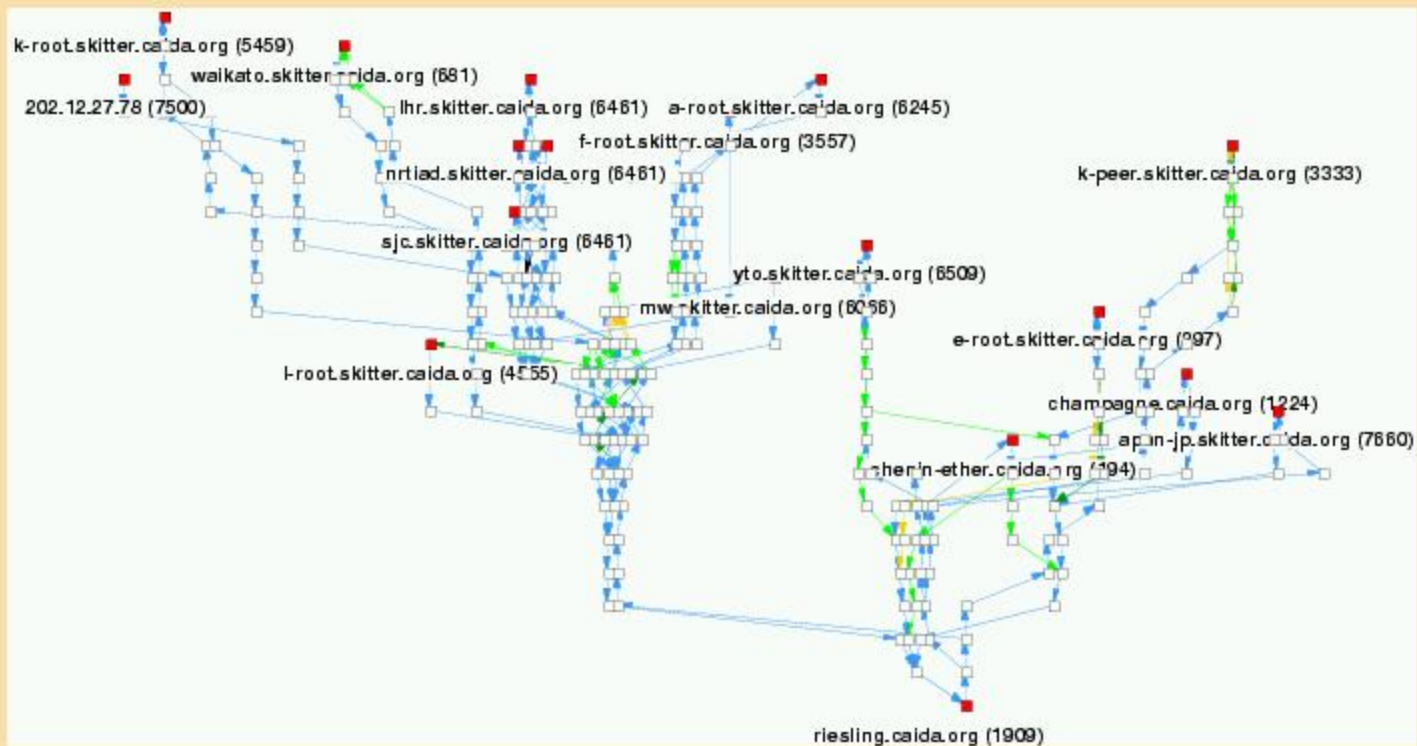 k-root.skitter.caida.org (5459)
waikato.skitter.caida.org (681)
202.12.27.78 (7500)
lhr.skitter.caida.org (6461)
a-root.skitter.caida.org (6245)
f-root.skitter.caida.org (3557)
nrtiad.skitter.caida.org (6461)
k-peer.skitter.caida.org (3333)
sjc.skitter.caida.org (6461)
yto.skitter.caida.org (6509)
e-root.skitter.caida.org
l-root.skitter.caida.org (4555)
champagne.caida.org (1224)
apan-jp.skitter.caida.org (7660)
chenin-ether.caida.org
riesling.caida.org (1909)